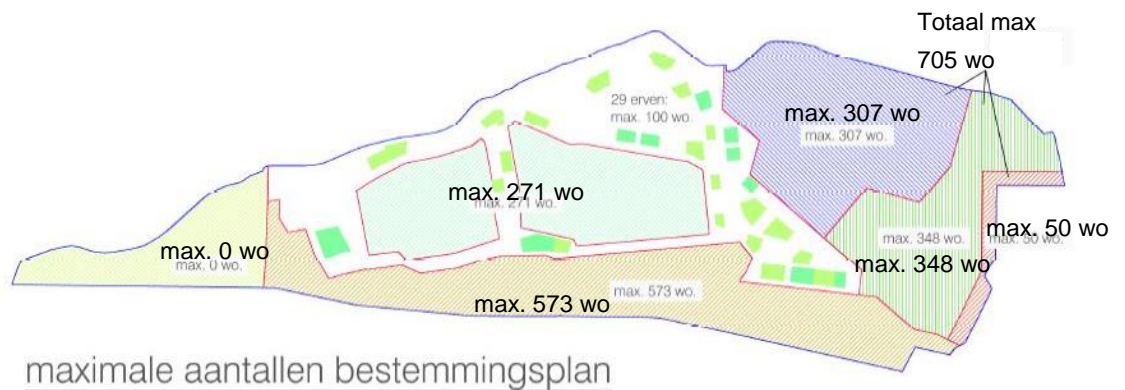 Totaal max
705 wo
29 erven:
max. 100 wo.
max. 307 wo
max. 307 wo.
max. 271 wo
max. 271 wo.
max. 0 wo
max. 0 wo.
max. 50 wo
max. 50 wo.
max. 348 wo.
max. 348 wo
max. 573 wo
max. 573 wo.
maximale aantallen bestemmingsplan